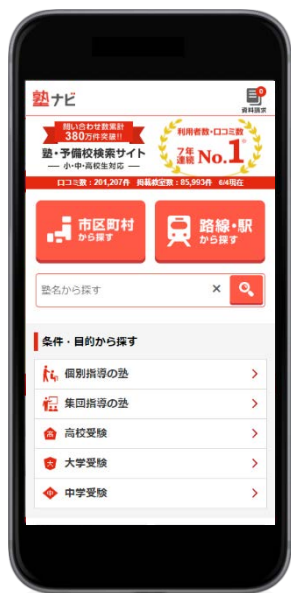 塾ナビ
資料請求
問い合わせ数累計
380万件突破!!
塾・予備校検索サイト
― 小・中・高校生対応 ―
利用者数・口コミ数
7年連続 No.1
口コミ数：201,207件 掲載教室数：85,993件 6/4現在
市区町村
から探す
路線・駅
から探す
塾名から探す ×
条件・目的から探す
個別指導の塾
集団指導の塾
高校受験
大学受験
中学受験